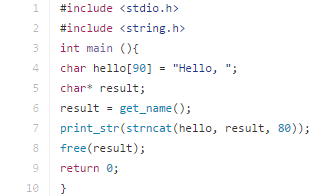 1 #include <stdio.h>
2 #include <string.h>
3 int main (){
4 char hello[90] = "Hello, ";
5 char* result;
6 result = get_name();
7 print_str(strncat(hello, result, 80));
8 free(result);
9 return 0;
10 }